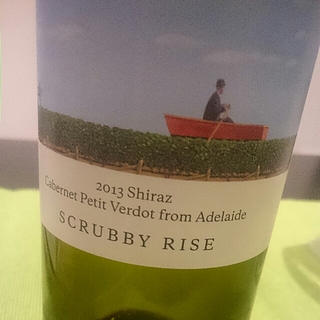 2013 Shiraz
Cabernet Petit Verdot from Adelaide
SCRUBBY RISE